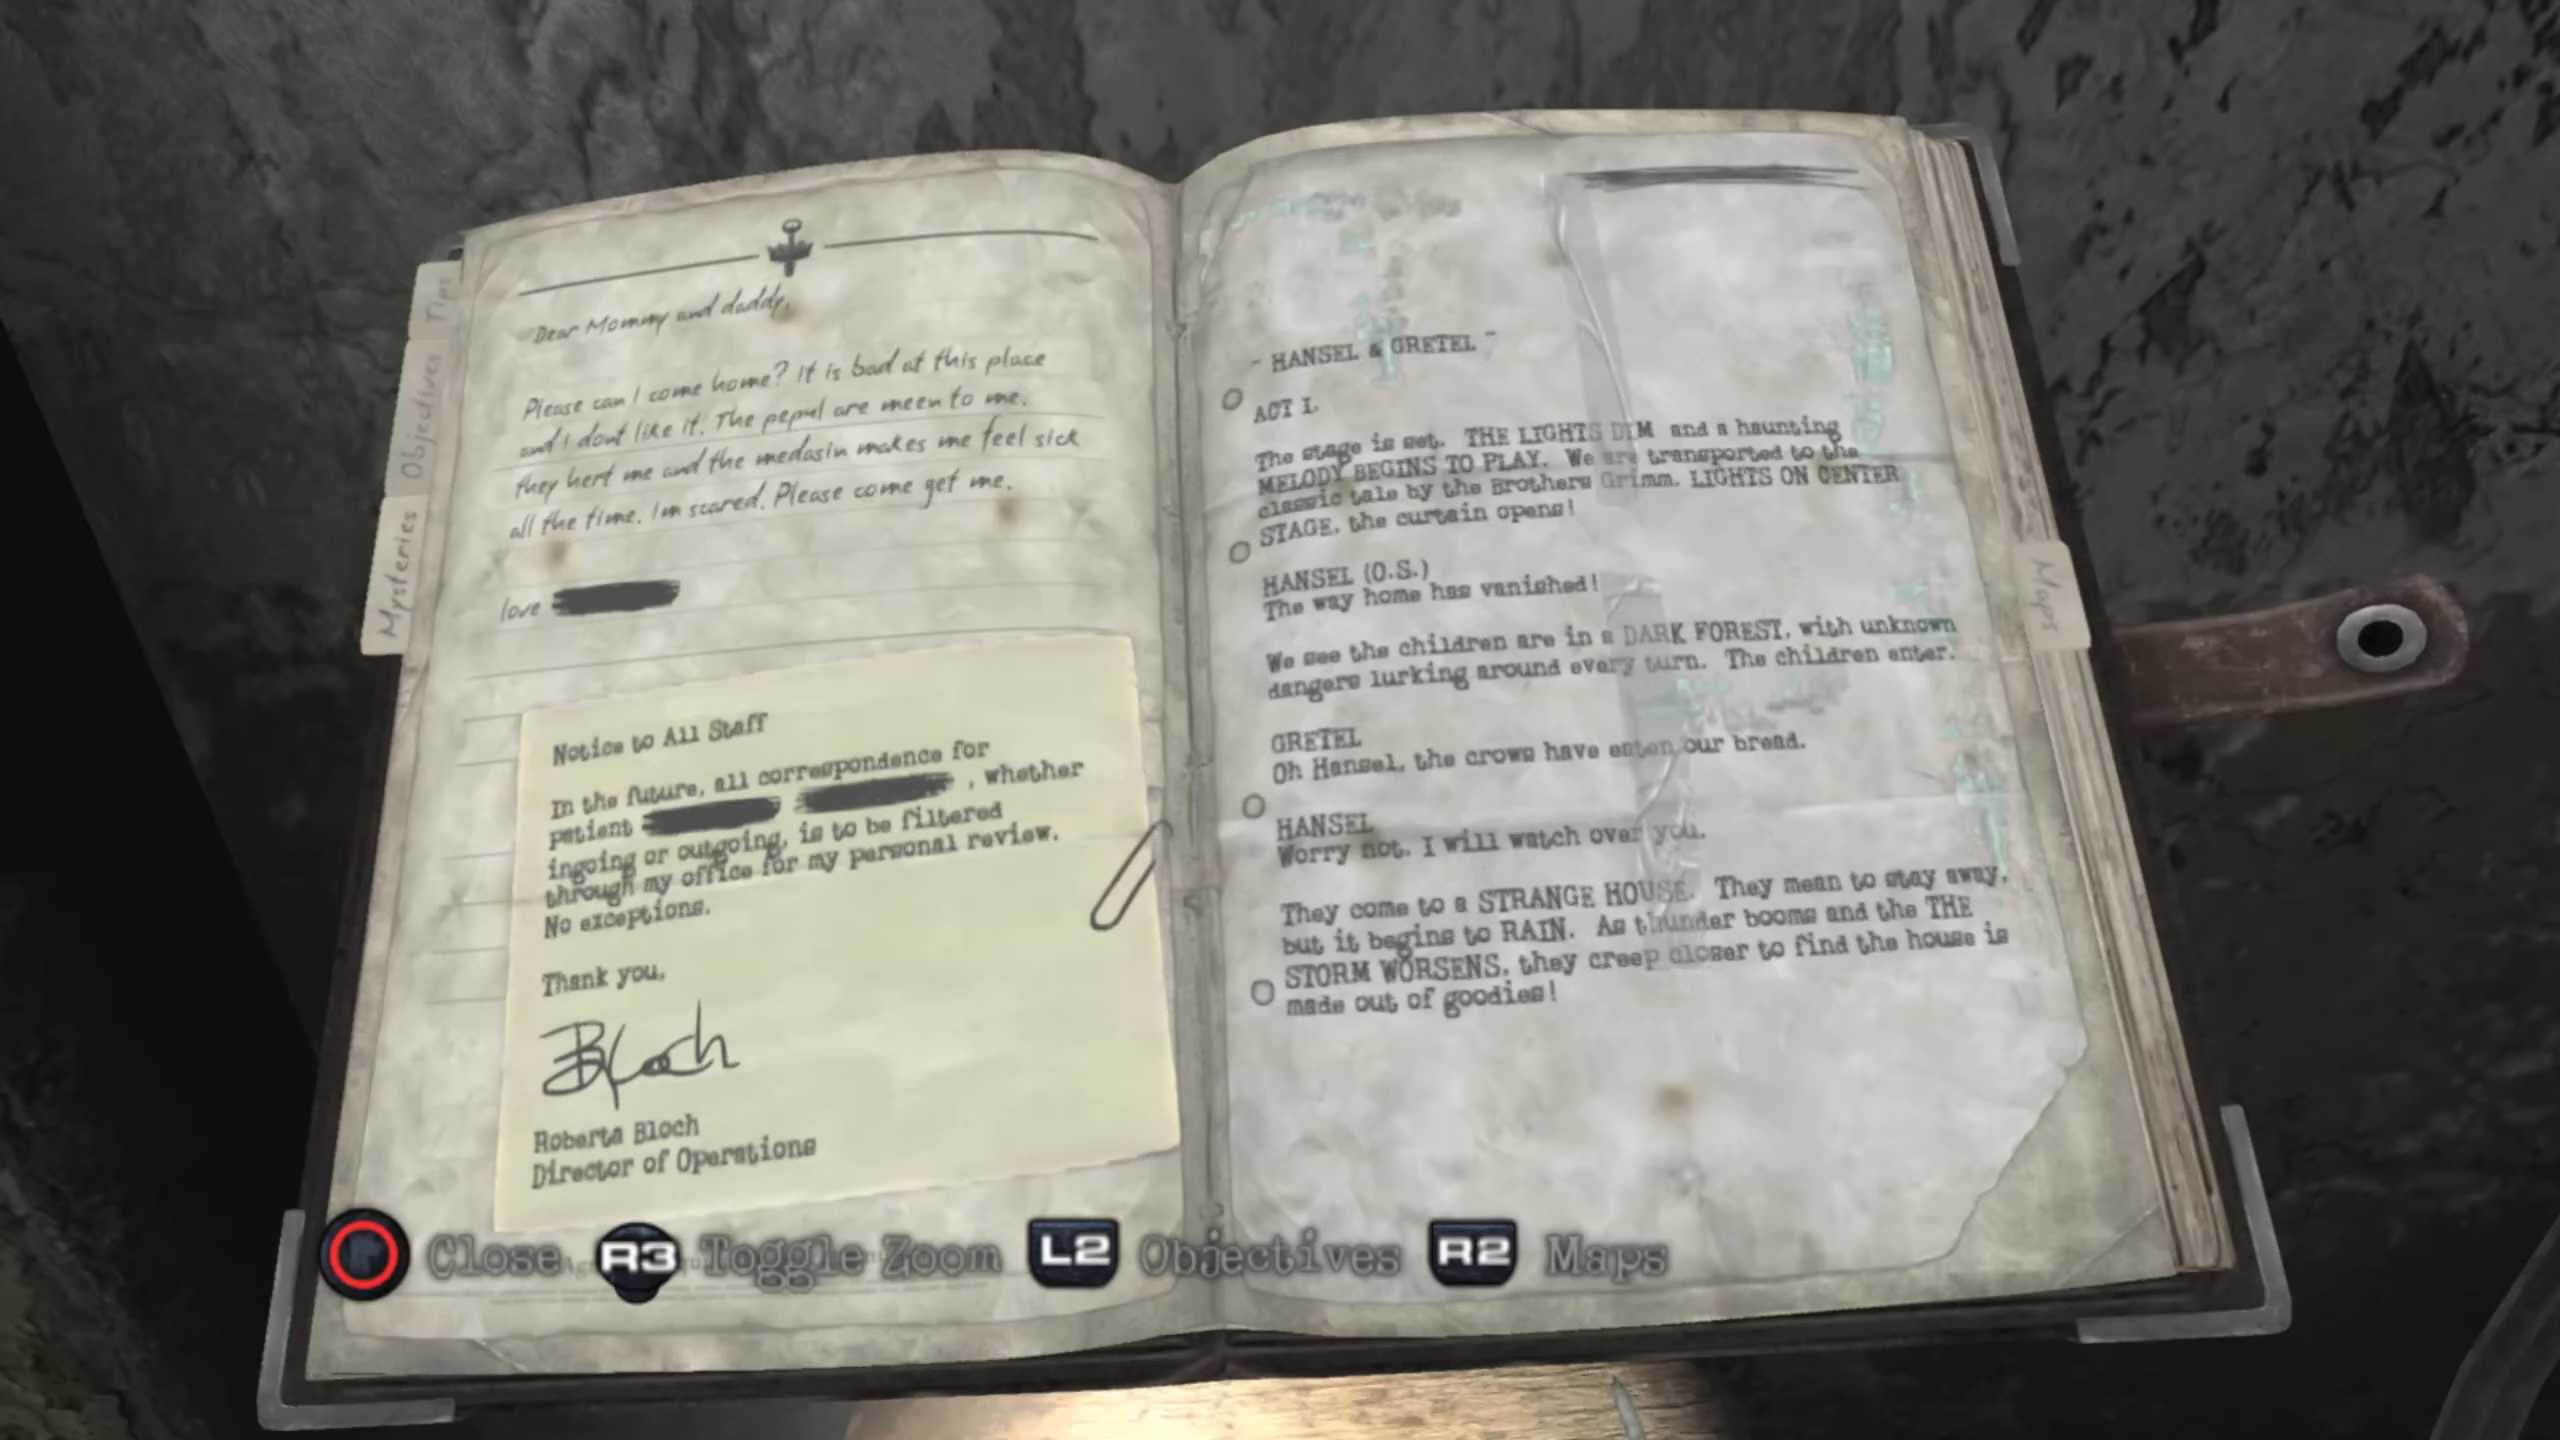 Tips
Objectives
Mysteries
Dear Mommy and daddy,
Please can I come home? It is bad at this place
and I dont like it. The pepul are meen to me.
they hert me and the medasin makes me feel sick
all the time. Im scared. Please come get me.
love
Notice to All Staff
In the future, all correspondence for
patient , whether
ingoing or outgoing, is to be filtered
through my office for my personal review.
No exceptions.
Thank you,
Bloch
Roberta Bloch
Director of Operations
- HANSEL & GRETEL -
ACT I.
The stage is set. THE LIGHTS DIM and a haunting
MELODY BEGINS TO PLAY. We are transported to the
classic tale by the Brothers Grimm. LIGHTS ON CENTER
STAGE, the curtain opens!
HANSEL (O.S.)
The way home has vanished!
We see the children are in a DARK FOREST, with unknown
dangers lurking around every turn. The children enter.
GRETEL
Oh Hansel, the crows have eaten our bread.
HANSEL
Worry not. I will watch over you.
They come to a STRANGE HOUSE. They mean to stay away,
but it begins to RAIN. As thunder booms and the THE
STORM WORSENS, they creep closer to find the house is
made out of goodies!
Maps
Close R3 Toggle Zoom L2 Objectives R2 Maps